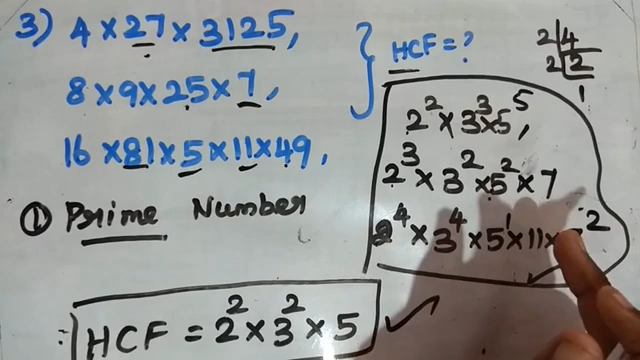 3) 4 × 27 × 3125,
8 × 9 × 25 × 7,
16 × 81 × 5 × 11 × 49,
HCF = ?
2 | 4
2 | 2
1
2² × 3³ × 5⁵,
2³ × 3² × 5² × 7
2⁴ × 3⁴ × 5¹ × 11 ×
① Prime Number
∴ HCF = 2² × 3² × 5